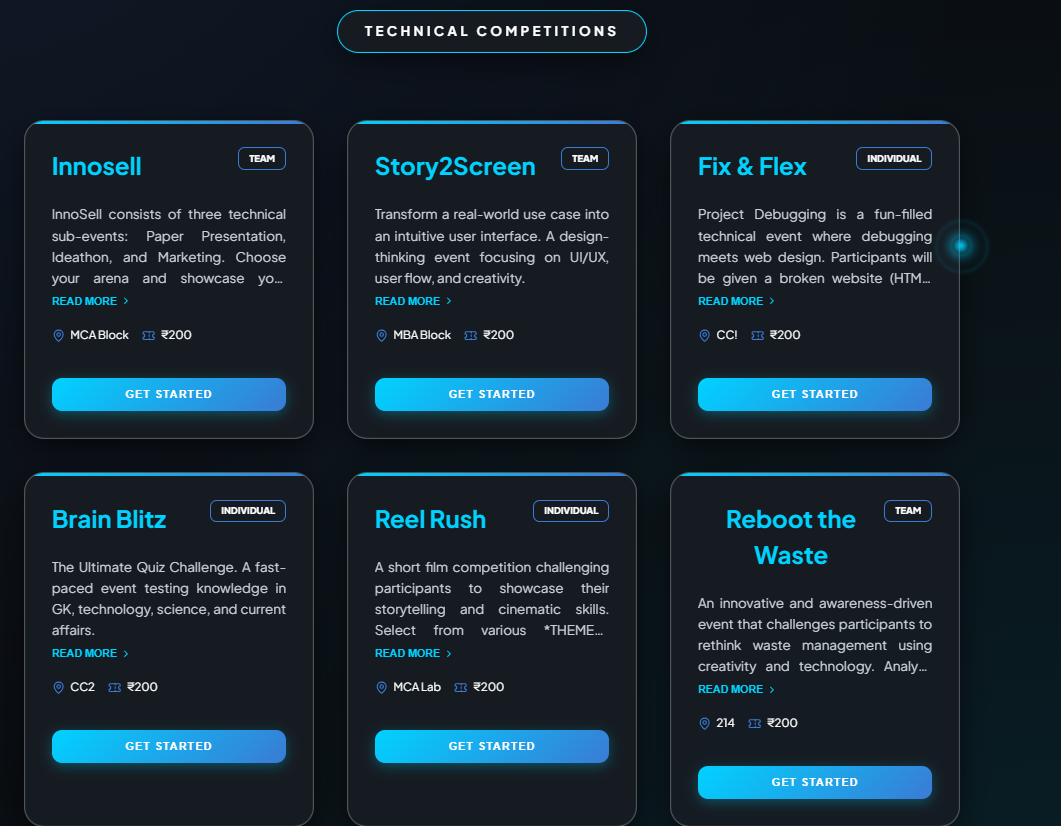 TECHNICAL COMPETITIONS
Innosell
TEAM
InnoSell consists of three technical
sub-events: Paper Presentation,
Ideathon, and Marketing. Choose
your arena and showcase yo...
READ MORE >
MCA Block ₹200
GET STARTED
Story2Screen
TEAM
Transform a real-world use case into
an intuitive user interface. A design-
thinking event focusing on UI/UX,
user flow, and creativity.
READ MORE >
MBA Block ₹200
GET STARTED
Fix & Flex
INDIVIDUAL
Project Debugging is a fun-filled
technical event where debugging
meets web design. Participants will
be given a broken website (HTM...
READ MORE >
CC! ₹200
GET STARTED
Brain Blitz
INDIVIDUAL
The Ultimate Quiz Challenge. A fast-
paced event testing knowledge in
GK, technology, science, and current
affairs.
READ MORE >
CC2 ₹200
GET STARTED
Reel Rush
INDIVIDUAL
A short film competition challenging
participants to showcase their
storytelling and cinematic skills.
Select from various *THEME...
READ MORE >
MCA Lab ₹200
GET STARTED
Reboot the
Waste
TEAM
An innovative and awareness-driven
event that challenges participants to
rethink waste management using
creativity and technology. Analy...
READ MORE >
214 ₹200
GET STARTED